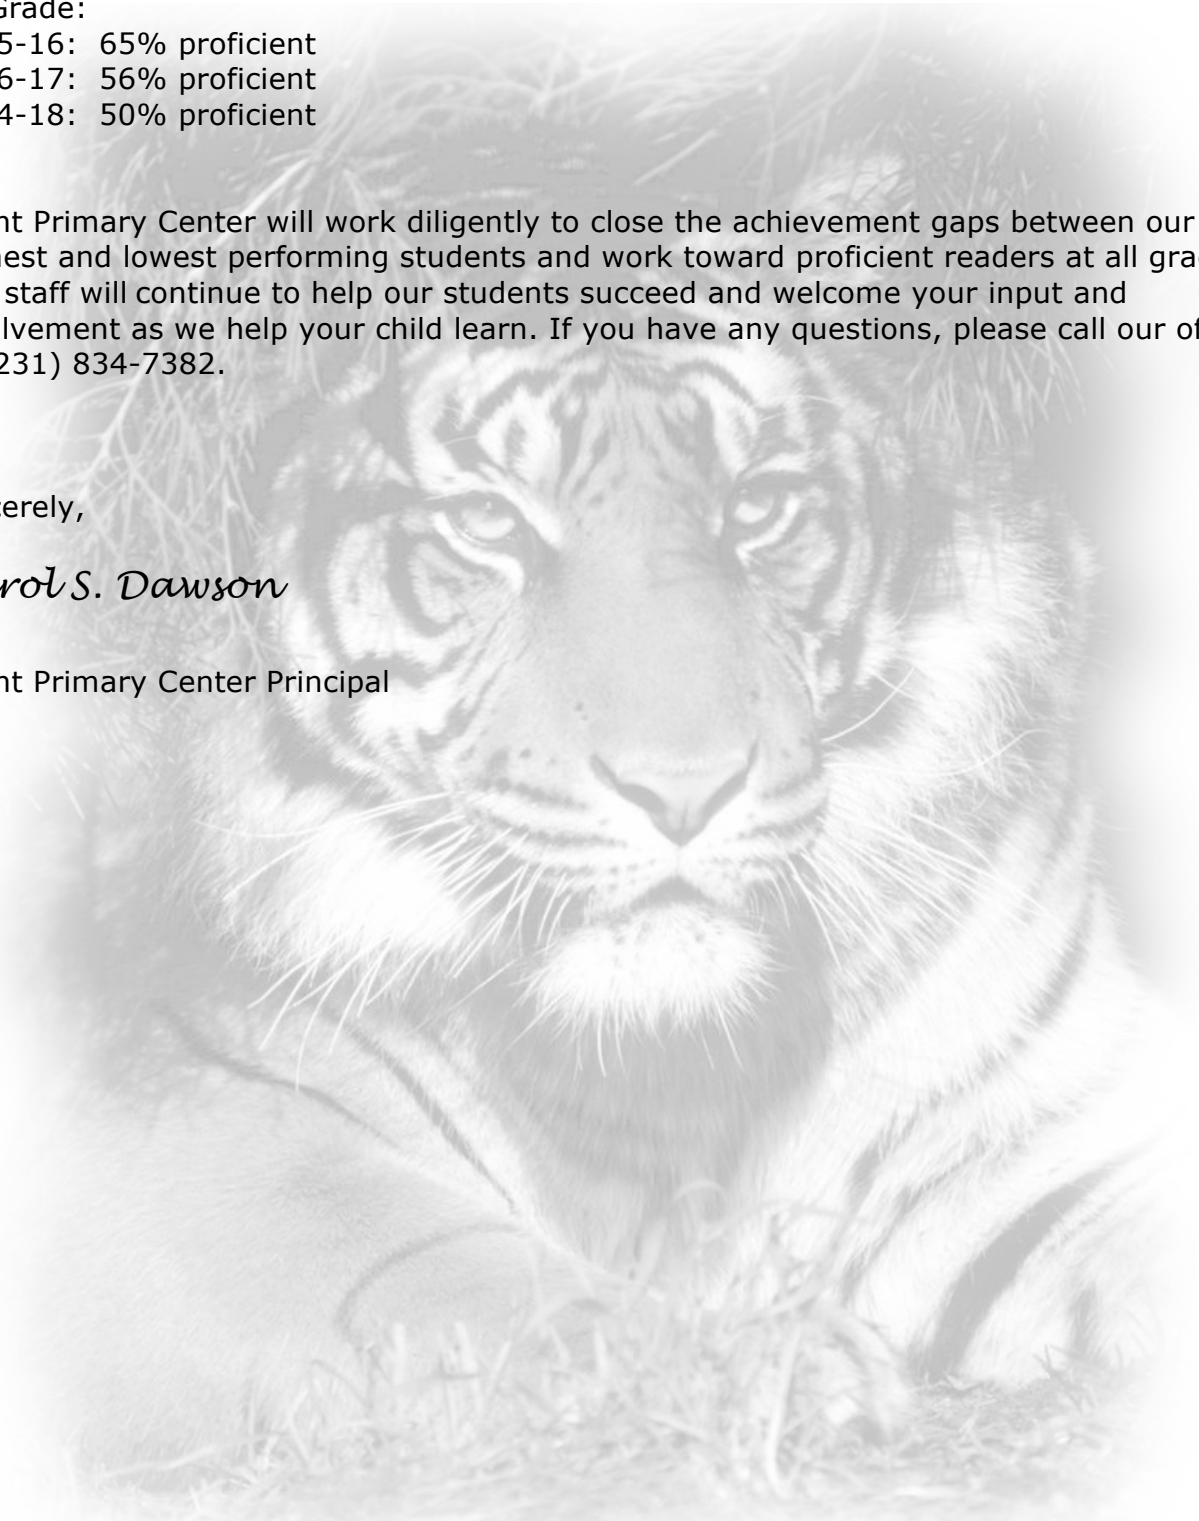 Grade:
5-16: 65% proficient
6-17: 56% proficient
4-18: 50% proficient
nt Primary Center will work diligently to close the achievement gaps between our
est and lowest performing students and work toward proficient readers at all gra
staff will continue to help our students succeed and welcome your input and
lvement as we help your child learn. If you have any questions, please call our of
231) 834-7382.
erely,
rol S. Dawson
nt Primary Center Principal